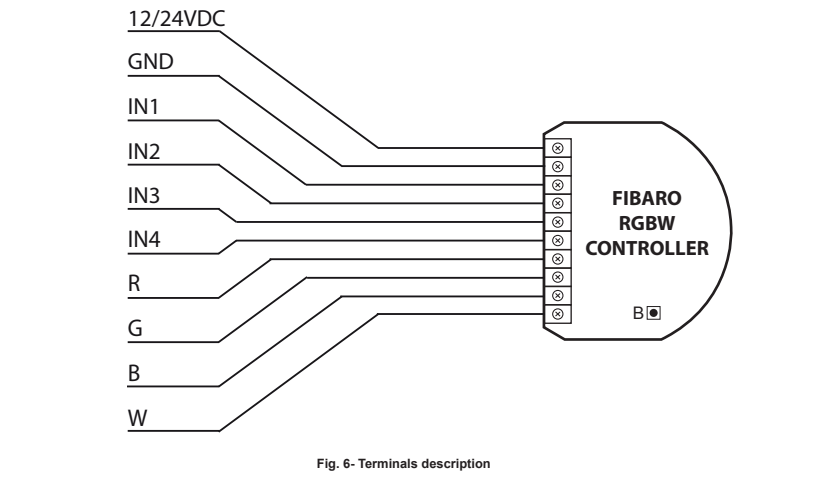 12/24VDC
GND
IN1
IN2
IN3
IN4
R
G
B
W
FIBARO
RGBW
CONTROLLER
B
Fig. 6- Terminals description